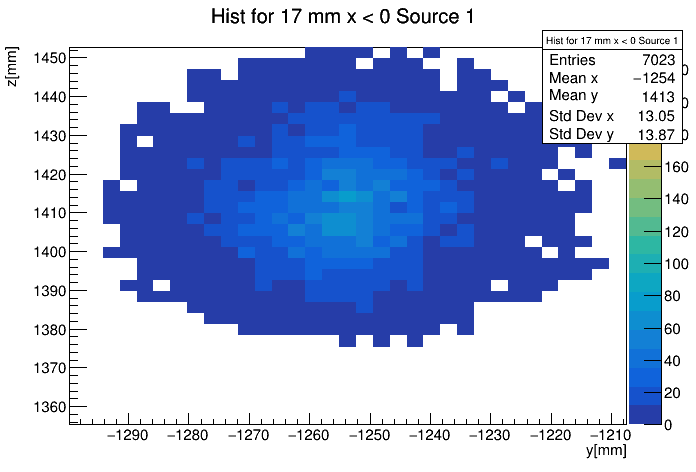 Hist for 17 mm x < 0 Source 1
z[mm]
Hist for 17 mm x < 0 Source 1
Entries 7023
Mean x −1254
Mean y 1413
Std Dev x 13.05
Std Dev y 13.87
1450
1440
1430
1420
1410
1400
1390
1380
1370
1360
0
0
0
160
140
120
100
80
60
40
20
0
−1290 −1280 −1270 −1260 −1250 −1240 −1230 −1220 −1210
y[mm]